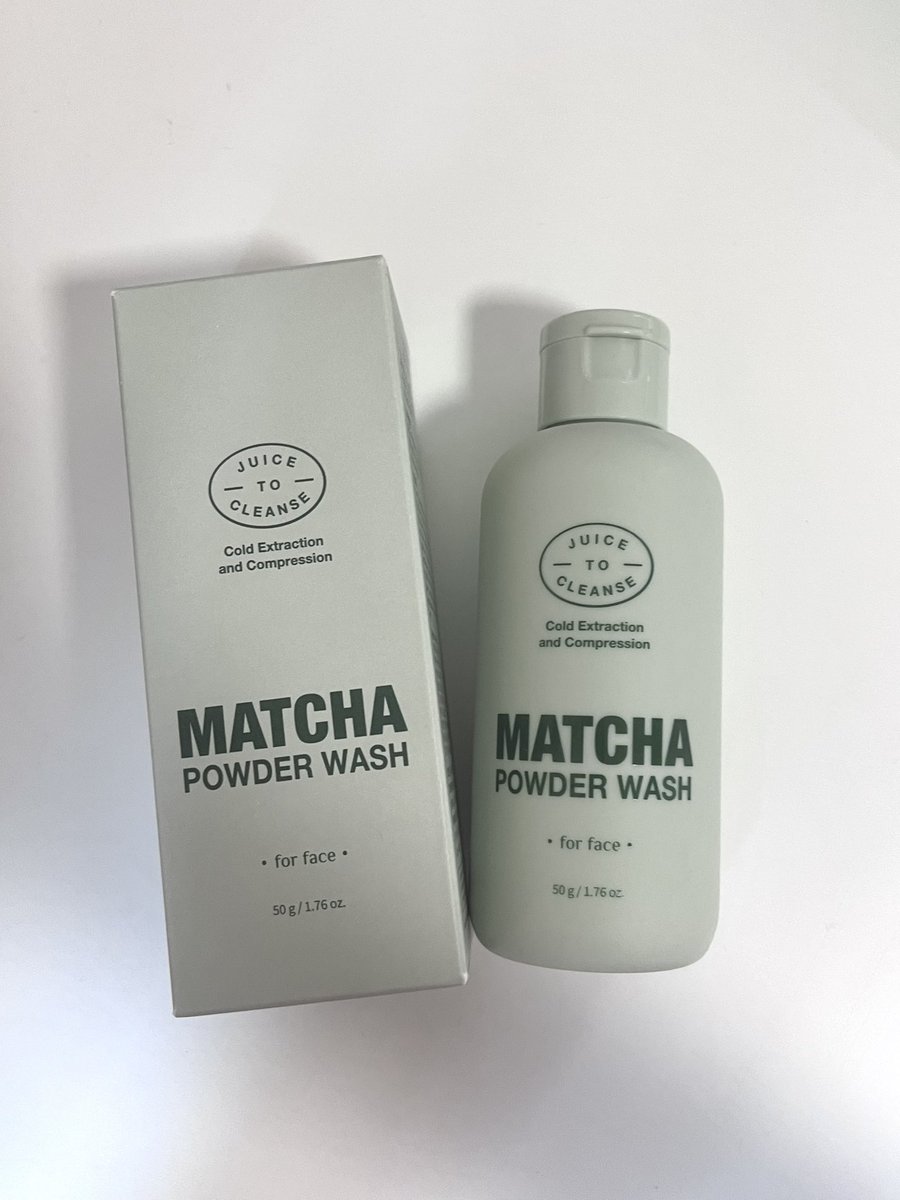 JUICE
TO
CLEANSE
Cold Extraction
and Compression
MATCHA
POWDER WASH
• for face •
50 g / 1.76 oz.
JUICE
TO
CLEANSE
Cold Extraction
and Compression
MATCHA
POWDER WASH
• for face •
50 g / 1.76 oz.